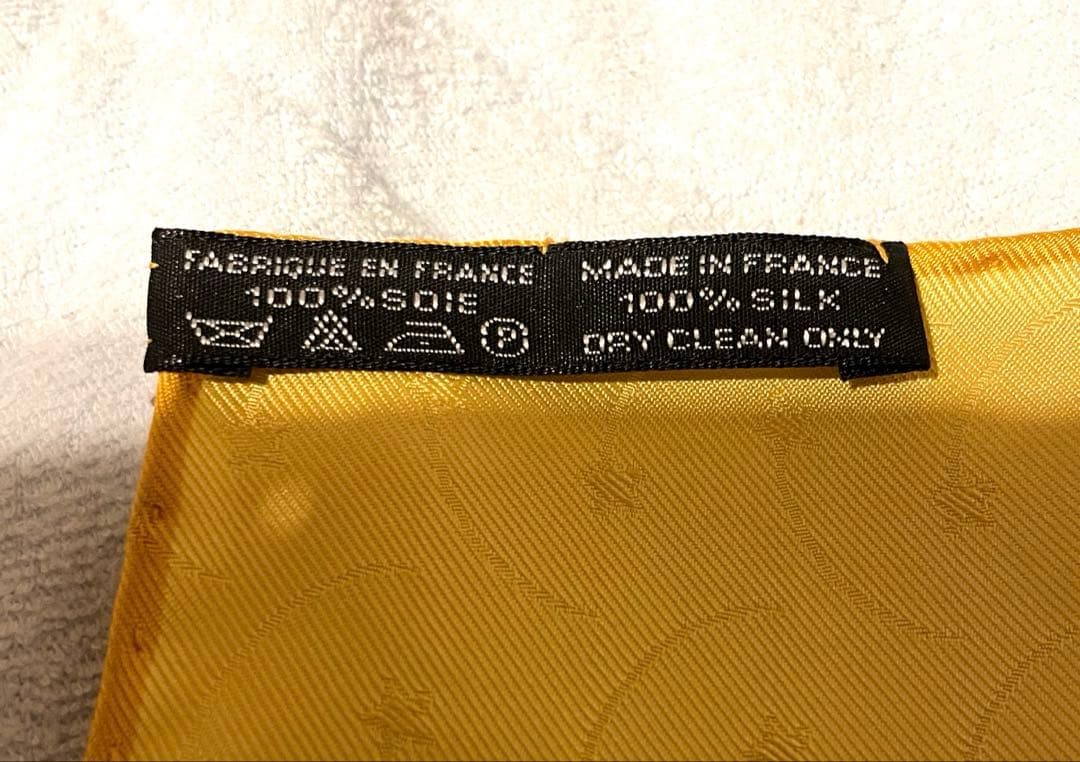 FABRIQUE EN FRANCE
100% SOIE
P
MADE IN FRANCE
100% SILK
DRY CLEAN ONLY